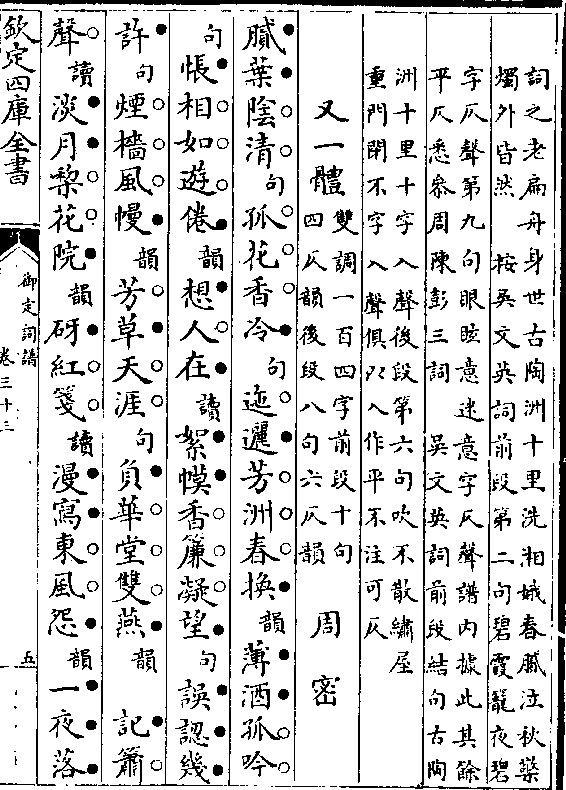 詞之老扁舟身世古陶洲十里洗湘娥春膩泣秋藥
燭外皆然　按吳文英詞前段第二句碧霞籠夜碧
字仄聲第九句眼眩意迷意字仄聲譜內據此其餘
平仄悉參周陳彭三詞　吳文英詞前段結句古陶
洲十里十字入聲後段第六句吹不散繡屋
重門閉不字入聲俱以入作平不注可仄
又一體
雙調一百四字前段十句
四仄韻後段八句六仄韻
周密
膩葉陰清句孤花香冷句迤邐芳洲春換韻薄酒孤吟
句悵相如遊倦韻想人在讀絮幙香簾凝望句誤認幾
許句煙檣風幔韻芳草天涯句負華堂雙燕韻　記簫
聲讀淡月棃花院韻砑紅箋讀漫寫東風怨韻一夜落
欽定四庫全書
御定詞譜
卷三十三
五